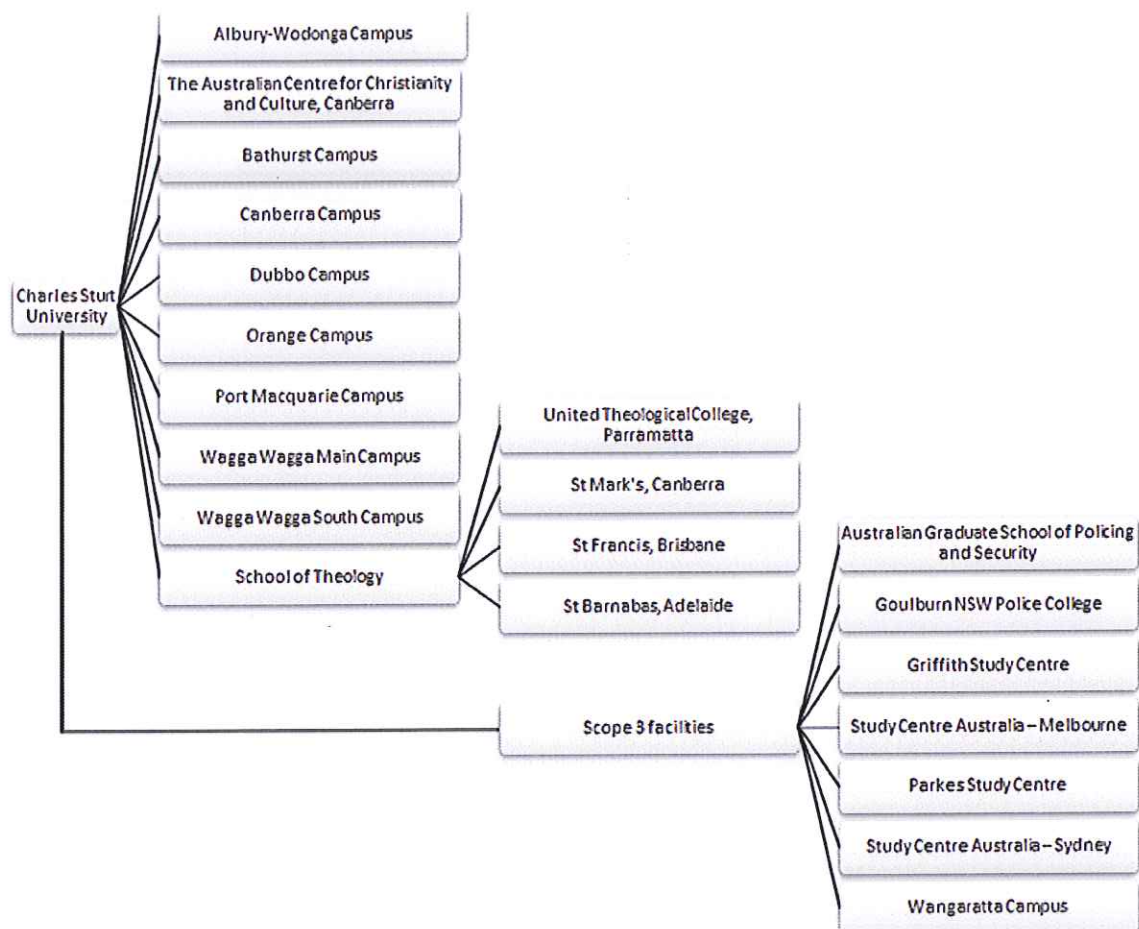 Albury-Wodonga Campus
The Australian Centre for Christianity
and Culture, Canberra
Bathurst Campus
Canberra Campus
Dubbo Campus
Charles Sturt
University
Orange Campus
Port Macquarie Campus
Wagga Wagga Main Campus
Wagga Wagga South Campus
School of Theology
United Theological College,
Parramatta
St Mark's, Canberra
St Francis, Brisbane
St Barnabas, Adelaide
Scope 3 facilities
Australian Graduate School of Policing
and Security
Goulburn NSW Police College
Griffith Study Centre
Study Centre Australia – Melbourne
Parkes Study Centre
Study Centre Australia – Sydney
Wangaratta Campus